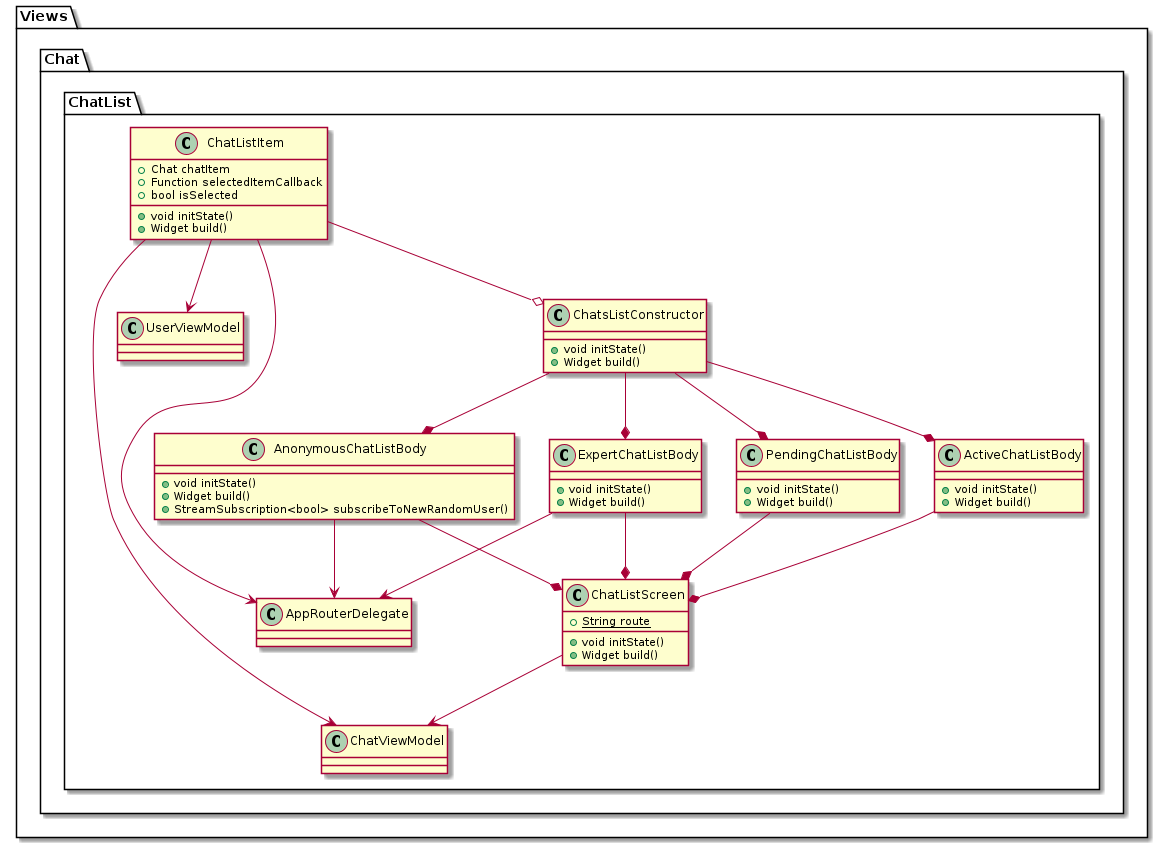 Views
Chat
ChatList
C ChatListItem
Chat chatItem
Function selectedItemCallback
bool isSelected
void initState()
Widget build()
C UserViewModel
C ChatsListConstructor
void initState()
Widget build()
C AnonymousChatListBody
void initState()
Widget build()
StreamSubscription<bool> subscribeToNewRandomUser()
C ExpertChatListBody
void initState()
Widget build()
C PendingChatListBody
void initState()
Widget build()
C ActiveChatListBody
void initState()
Widget build()
C AppRouterDelegate
C ChatListScreen
String route
void initState()
Widget build()
C ChatViewModel